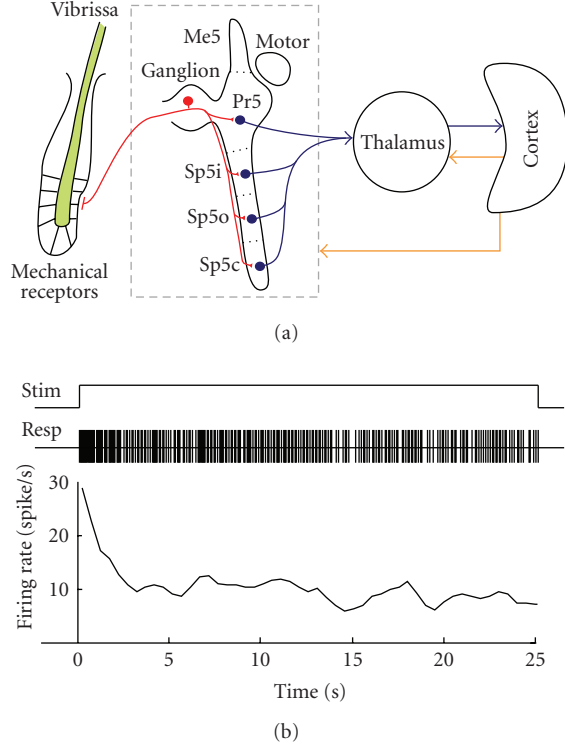 Vibrissa
Me5
Motor
Ganglion
Pr5
Thalamus
Cortex
Sp5i
Sp5o
Sp5c
Mechanical
receptors
(a)
Stim
Resp
Firing rate (spike/s)
30
20
10
0
5
10
15
20
25
Time (s)
(b)